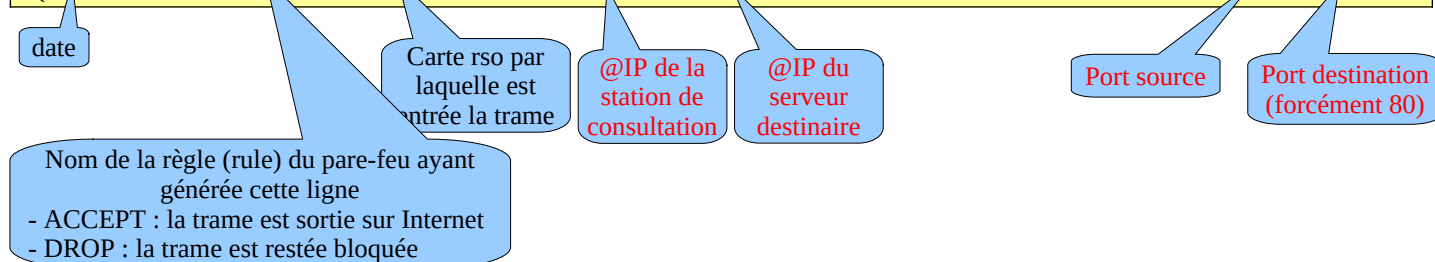 date
Carte rso par
laquelle est
entrée la trame
@IP de la
station de
consultation
@IP du
serveur
destinaire
Port source
Port destination
(forcément 80)
Nom de la règle (rule) du pare-feu ayant
générée cette ligne
- ACCEPT : la trame est sortie sur Internet
- DROP : la trame est restée bloquée